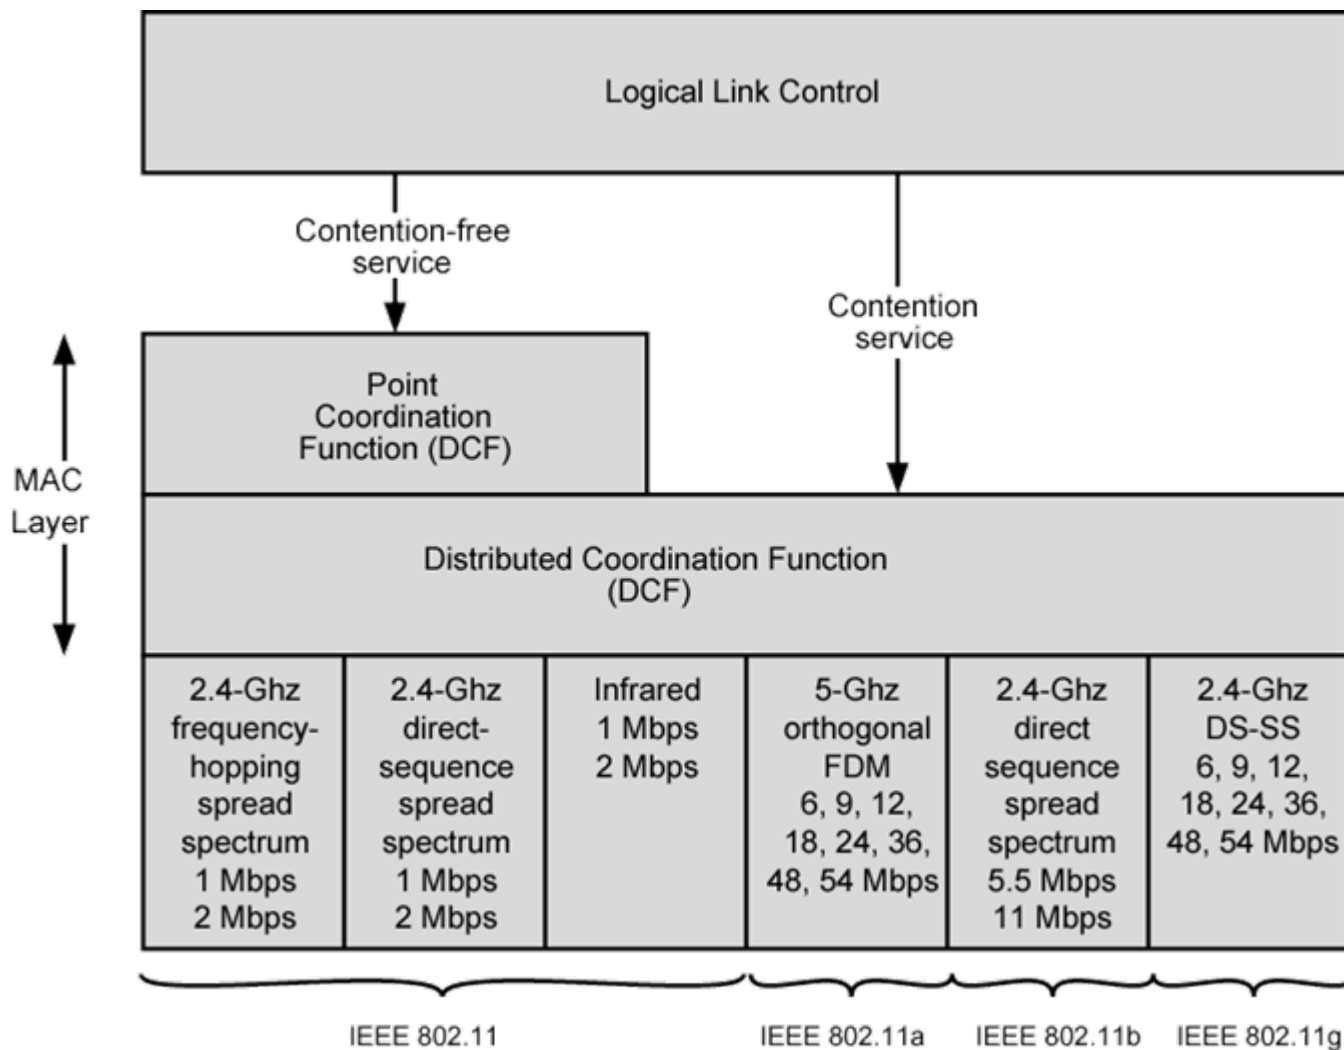 Logical Link Control
Contention-free
service
Contention
service
Point
Coordination
Function (DCF)
MAC
Layer
Distributed Coordination Function
(DCF)
2.4-Ghz
frequency-
hopping
spread
spectrum
1 Mbps
2 Mbps
2.4-Ghz
direct-
sequence
spread
spectrum
1 Mbps
2 Mbps
Infrared
1 Mbps
2 Mbps
5-Ghz
orthogonal
FDM
6, 9, 12,
18, 24, 36,
48, 54 Mbps
2.4-Ghz
direct
sequence
spread
spectrum
5.5 Mbps
11 Mbps
2.4-Ghz
DS-SS
6, 9, 12,
18, 24, 36,
48, 54 Mbps
IEEE 802.11
IEEE 802.11a
IEEE 802.11b
IEEE 802.11g